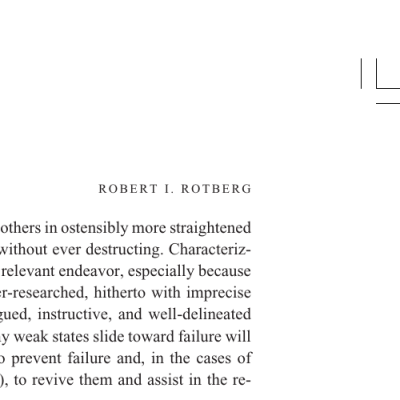 ROBERT I. ROTBERG
others in ostensibly more straightened
without ever destructing. Characteriz-
relevant endeavor, especially because
er-researched, hitherto with imprecise
gued, instructive, and well-delineated
y weak states slide toward failure will
o prevent failure and, in the cases of
), to revive them and assist in the re-